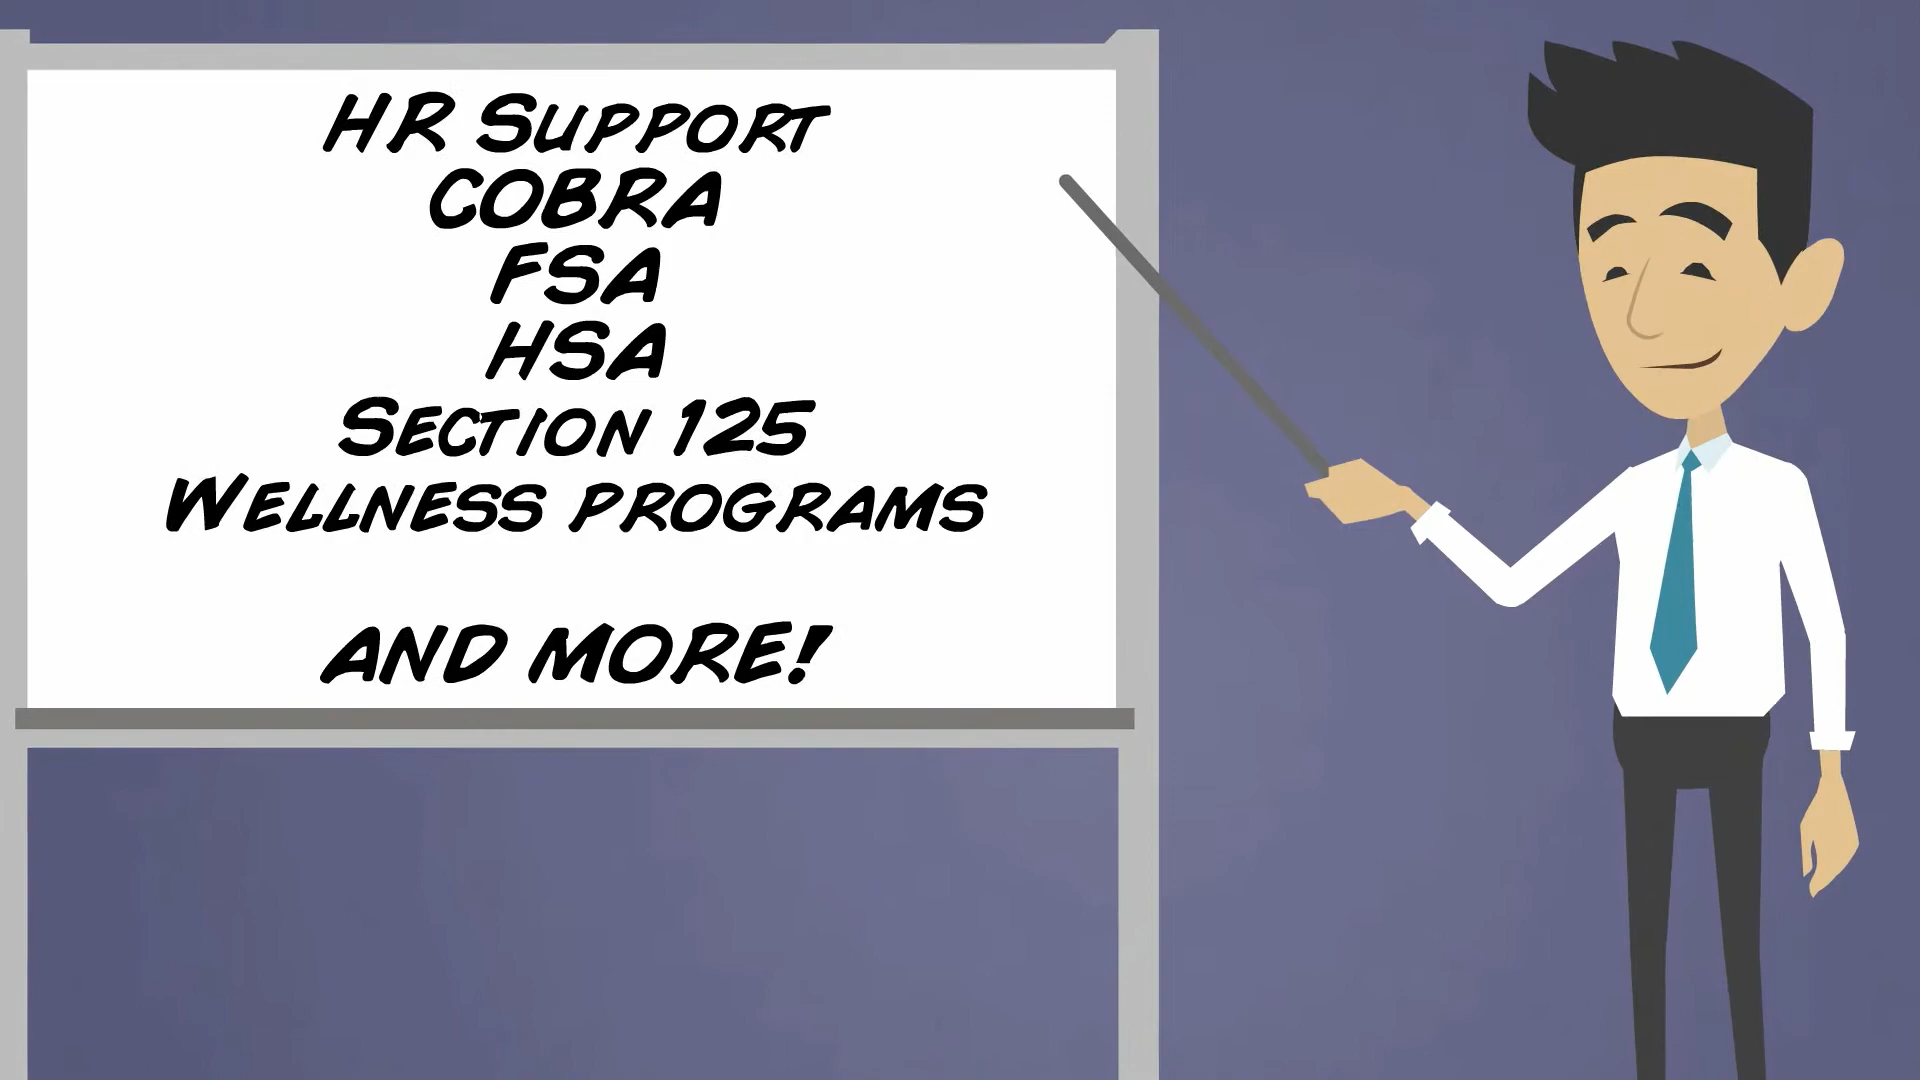 HR Support
COBRA
FSA
HSA
Section 125
Wellness programs
and MORE!